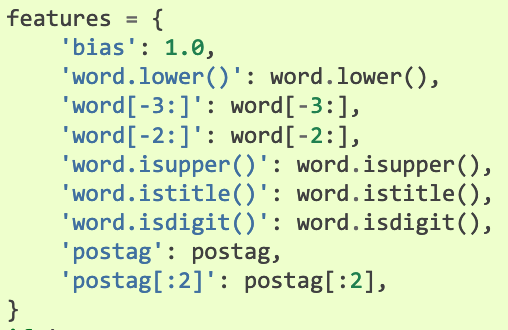 features = {
    'bias': 1.0,
    'word.lower()': word.lower(),
    'word[-3:]': word[-3:],
    'word[-2:]': word[-2:],
    'word.isupper()': word.isupper(),
    'word.istitle()': word.istitle(),
    'word.isdigit()': word.isdigit(),
    'postag': postag,
    'postag[:2]': postag[:2],
}